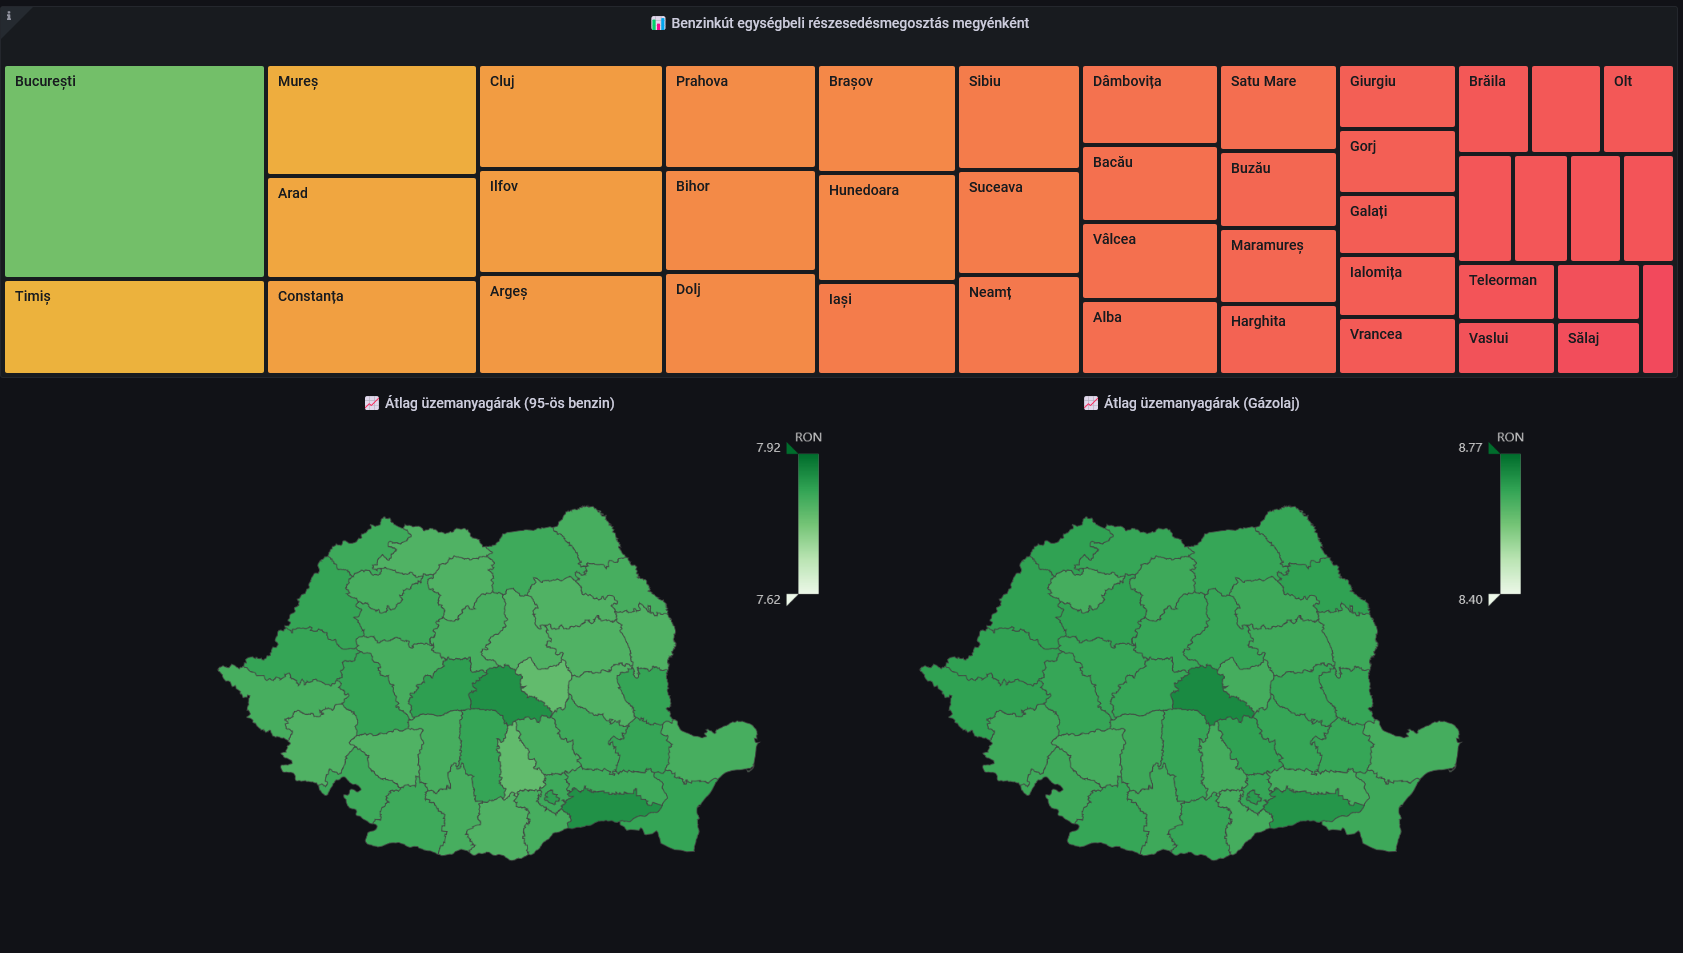 i
Benzinkút egységbeli részesedésmegosztás megyénként
București
Mureș
Cluj
Prahova
Brașov
Sibiu
Dâmbovița
Satu Mare
Giurgiu
Brăila
Olt
Gorj
Bacău
Buzău
Ilfov
Bihor
Suceava
Hunedoara
Arad
Galați
Vâlcea
Maramureș
Ialomița
Teleorman
Argeș
Dolj
Neamț
Timiș
Constanța
Iași
Alba
Harghita
Vrancea
Vaslui
Sălaj
Átlag üzemanyagárak (95-ös benzin)
RON
7.92
7.62
Átlag üzemanyagárak (Gázolaj)
RON
8.77
8.40